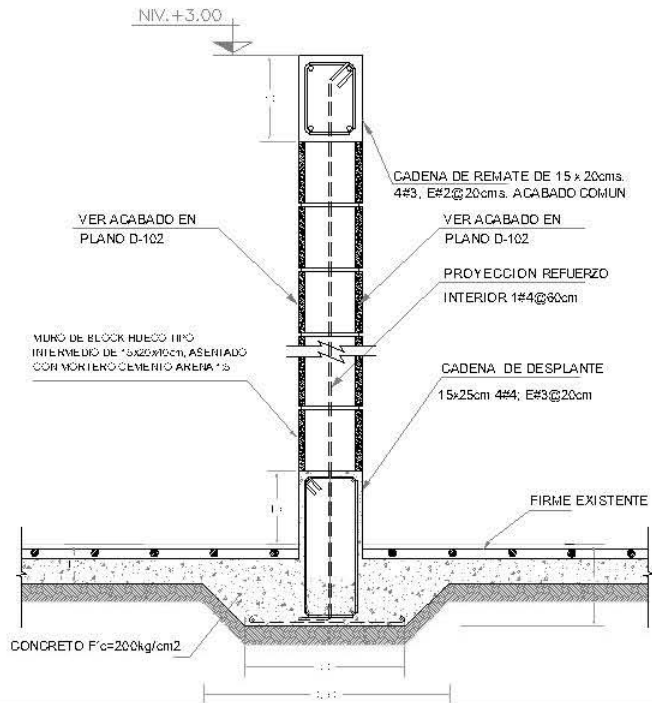 NIV.+3.00
CADENA DE REMATE DE 15 x 20cms.
4#3, E#2@20cms. ACABADO COMUN
VER ACABADO EN
PLANO D-102
VER ACABADO EN
PLANO D-102
PROYECCION REFUERZO
INTERIOR 1#4@60cm
MURO DE BLOCK HUECO TIPO
INTERMEDIO DE 15x20x40cm, ASENTADO
CON MORTERO CEMENTO ARENA 1:5
CADENA DE DESPLANTE
15x25cm 4#4; E#3@20cm
FIRME EXISTENTE
CONCRETO F'c=200kg/cm2